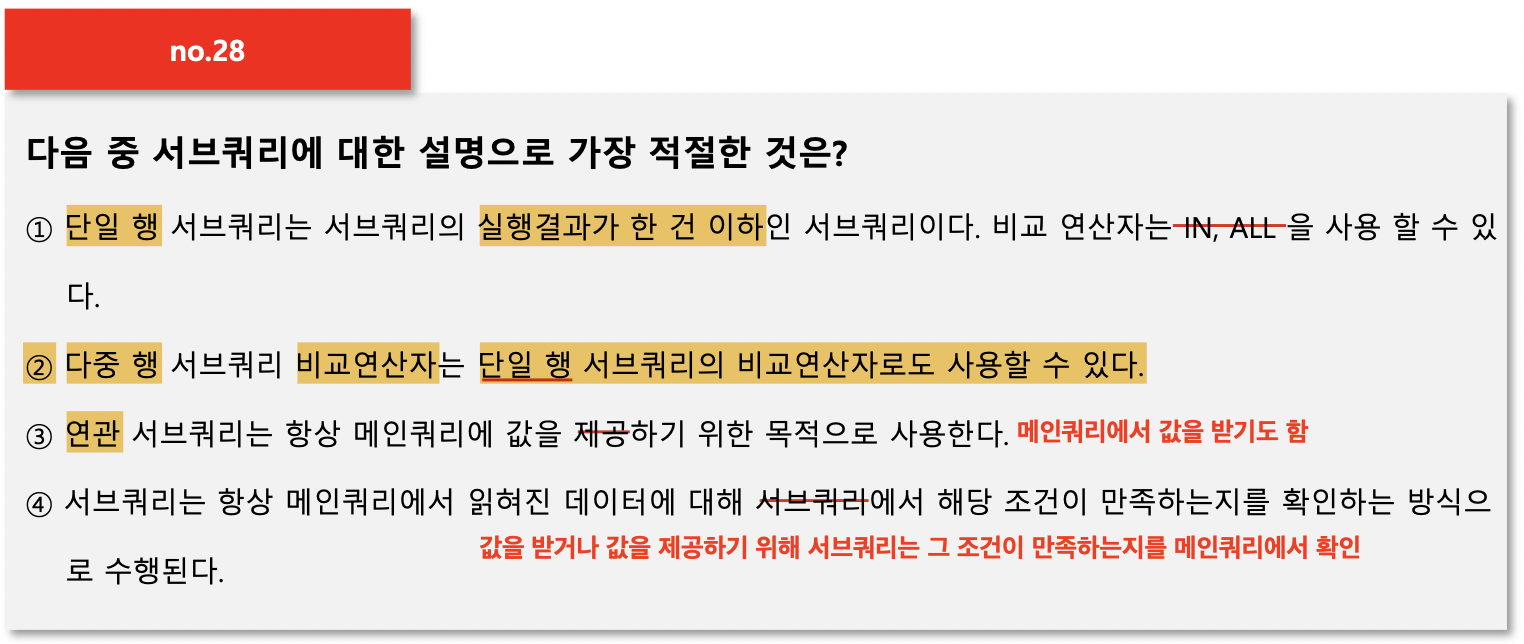 no.28
다음 중 서브쿼리에 대한 설명으로 가장 적절한 것은?
① 단일 행 서브쿼리는 서브쿼리의 실행결과가 한 건 이하인 서브쿼리이다. 비교 연산자는 IN, ALL 을 사용 할 수 있
다.
② 다중 행 서브쿼리 비교연산자는 단일 행 서브쿼리의 비교연산자로도 사용할 수 있다.
③ 연관 서브쿼리는 항상 메인쿼리에 값을 제공하기 위한 목적으로 사용한다. 메인쿼리에서 값을 받기도 함
④ 서브쿼리는 항상 메인쿼리에서 읽혀진 데이터에 대해 서브쿼리에서 해당 조건이 만족하는지를 확인하는 방식으
값을 받거나 값을 제공하기 위해 서브쿼리는 그 조건이 만족하는지를 메인쿼리에서 확인
로 수행된다.